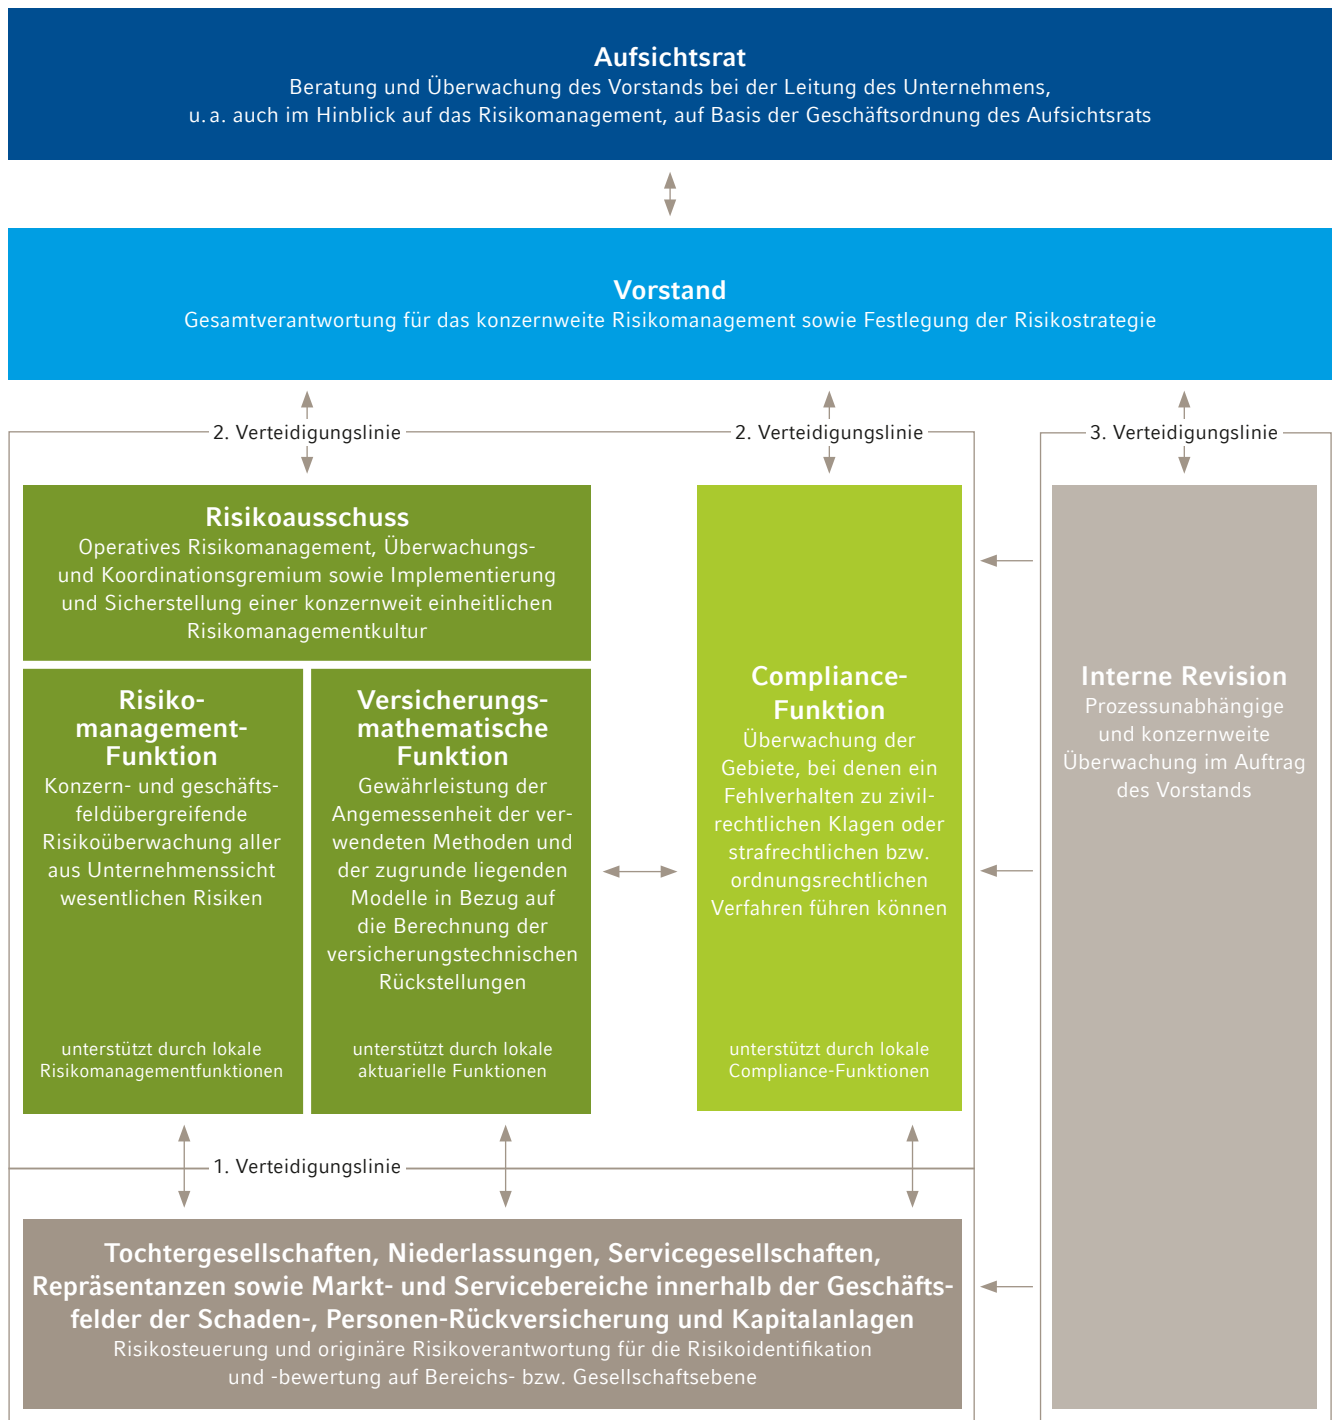 Aufsichtsrat
Beratung und Überwachung des Vorstands bei der Leitung des Unternehmens,
u. a. auch im Hinblick auf das Risikomanagement, auf Basis der Geschäftsordnung des Aufsichtsrats
Vorstand
Gesamtverantwortung für das konzernweite Risikomanagement sowie Festlegung der Risikostrategie
2. Verteidigungslinie
2. Verteidigungslinie
3. Verteidigungslinie
Risikoausschuss
Operatives Risikomanagement, Überwachungs-
und Koordinationsgremium sowie Implementierung
und Sicherstellung einer konzernweit einheitlichen
Risikomanagementkultur
Risiko-
management-
Funktion
Konzern- und geschäfts-
feldübergreifende
Risikoüberwachung aller
aus Unternehmenssicht
wesentlichen Risiken
unterstützt durch lokale
Risikomanagementfunktionen
Versicherungs-
mathematische
Funktion
Gewährleistung der
Angemessenheit der ver-
wendeten Methoden und
der zugrunde liegenden
Modelle in Bezug auf
die Berechnung der
versicherungstechnischen
Rückstellungen
unterstützt durch lokale
aktuarielle Funktionen
Compliance-
Funktion
Überwachung der
Gebiete, bei denen ein
Fehlverhalten zu zivil-
rechtlichen Klagen oder
strafrechtlichen bzw.
ordnungsrechtlichen
Verfahren führen können
unterstützt durch lokale
Compliance-Funktionen
Interne Revision
Prozessunabhängige
und konzernweite
Überwachung im Auftrag
des Vorstands
1. Verteidigungslinie
Tochtergesellschaften, Niederlassungen, Servicegesellschaften,
Repräsentanzen sowie Markt- und Servicebereiche innerhalb der Geschäfts-
felder der Schaden-, Personen-Rückversicherung und Kapitalanlagen
Risikosteuerung und originäre Risikoverantwortung für die Risikoidentifikation
und -bewertung auf Bereichs- bzw. Gesellschaftsebene